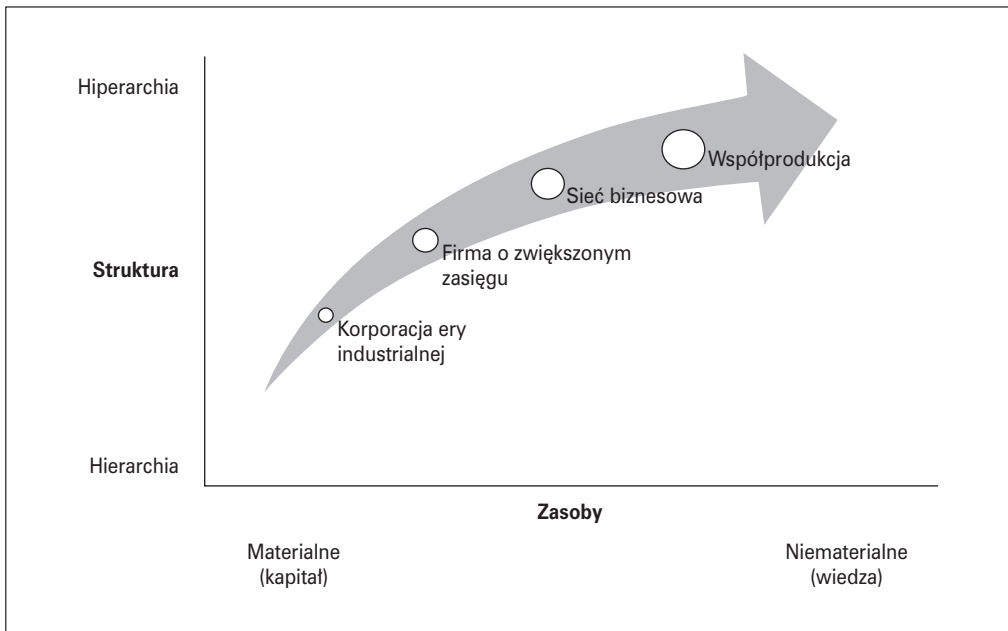 Hiperarchia
Współprodukcja
Sieć biznesowa
Firma o zwiększonym
zasięgu
Struktura
Korporacja ery
industrialnej
Hierarchia
Zasoby
Materialne
(kapitał)
Niematerialne
(wiedza)